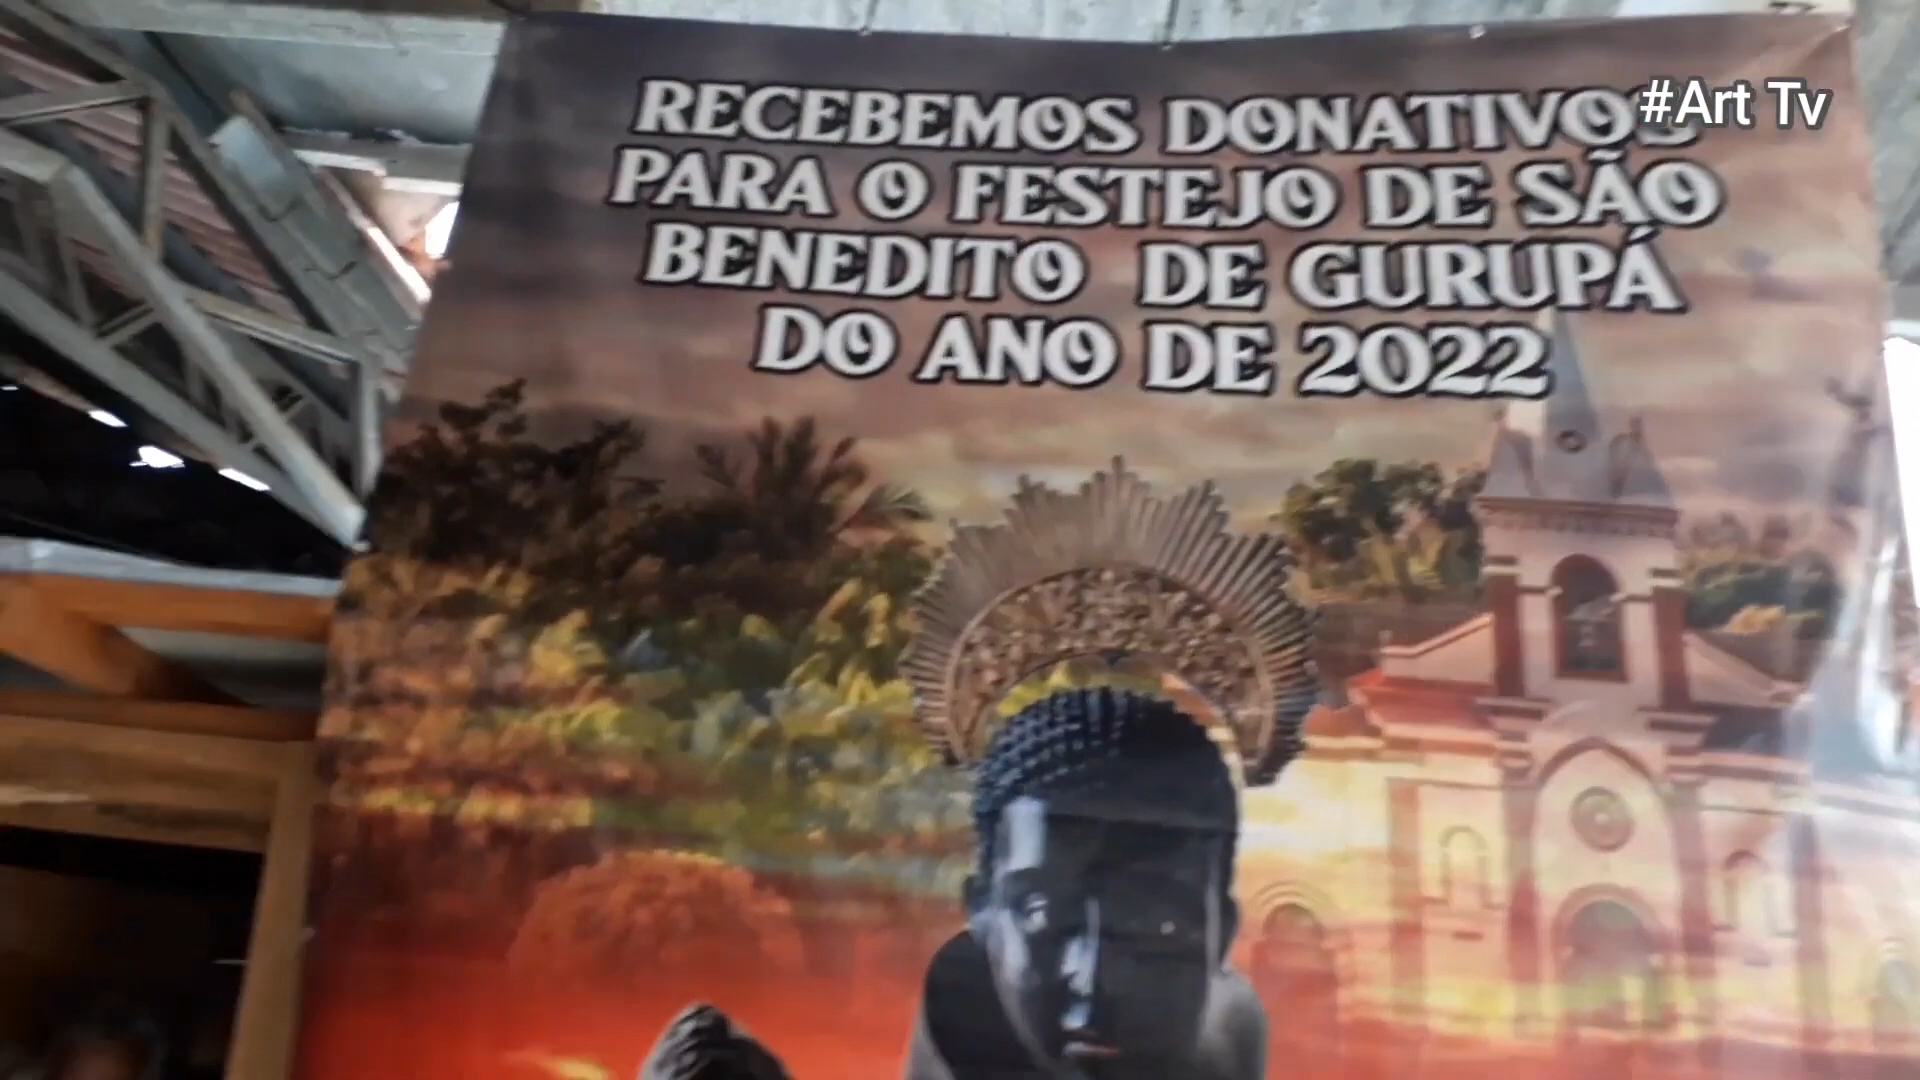 #Art Tv
RECEBEMOS DONATIVOS
PARA O FESTEJO DE SÃO
BENEDITO DE GURUPÁ
DO ANO DE 2022